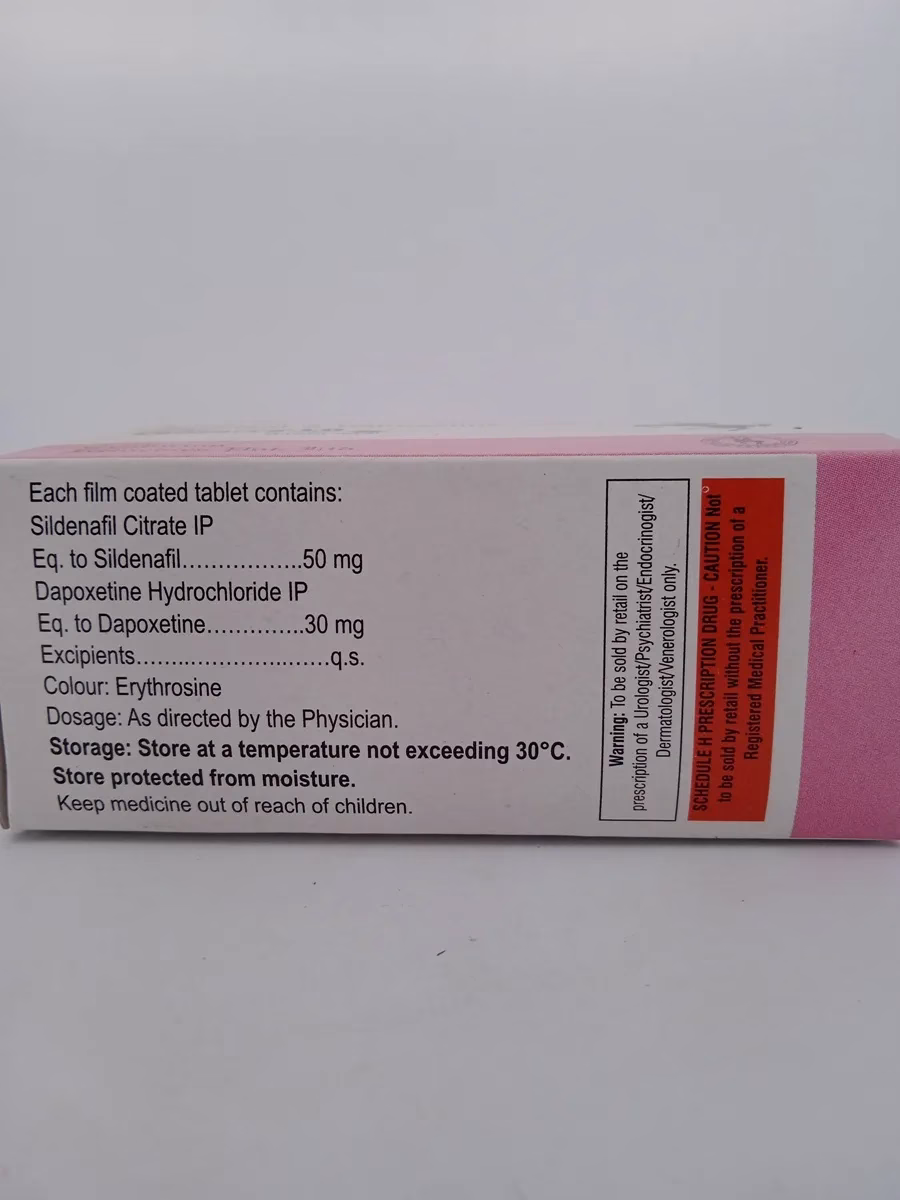 Each film coated tablet contains:
Sildenafil Citrate IP
Eq. to Sildenafil.................50 mg
Dapoxetine Hydrochloride IP
Eq. to Dapoxetine..............30 mg
Excipients............................q.s.
Colour: Erythrosine
Dosage: As directed by the Physician.
Storage: Store at a temperature not exceeding 30°C.
Store protected from moisture.
Keep medicine out of reach of children.
Warning: To be sold by retail on the
prescription of a Urologist/Psychiatrist/Endocrinogist/
Dermatologist/Venerologist only.
SCHEDULE H PRESCRIPTION DRUG - CAUTION Not
to be sold by retail without the prescription of a
Registered Medical Practitioner.